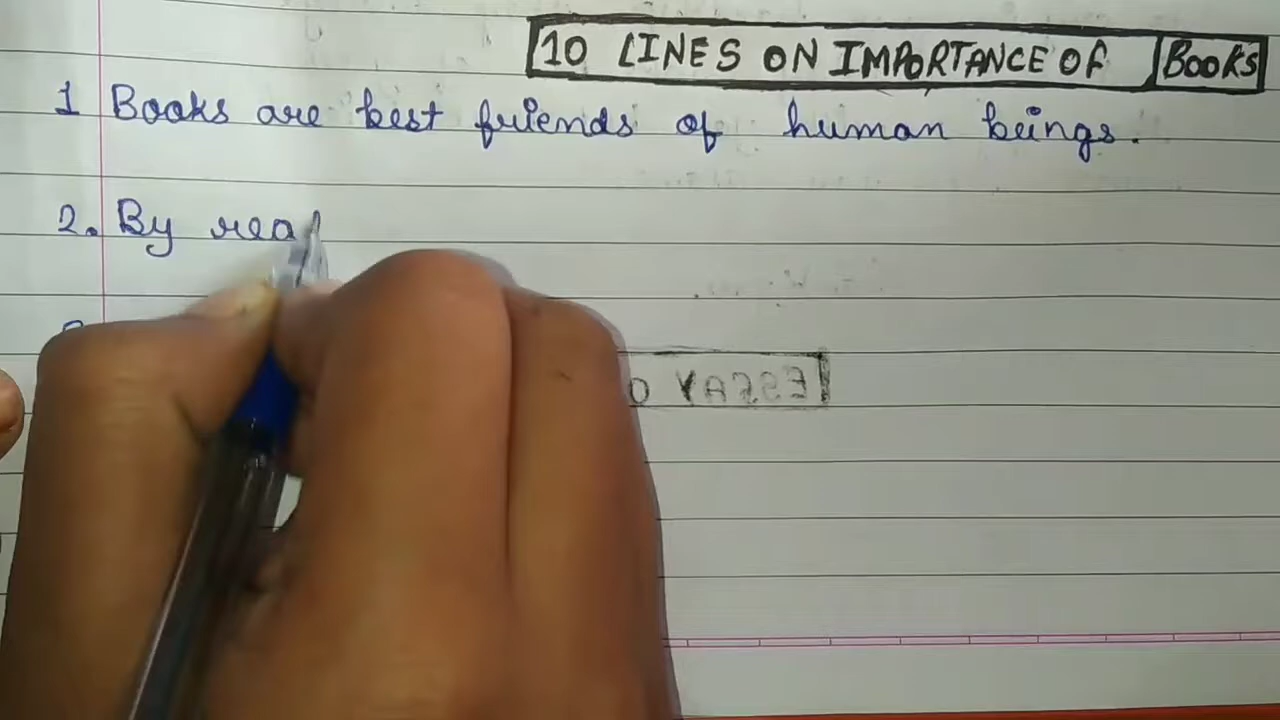 10 LINES ON IMPORTANCE OF BOOKS
1 Books are best friends of human beings.
2. By rea